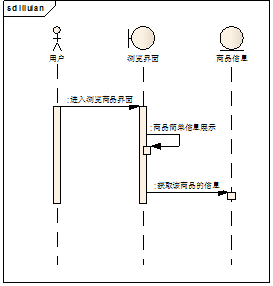 sd liulan
用户
浏览界面
商品信息
:进入浏览商品界面
:商品简单信息展示
:获取该商品的信息